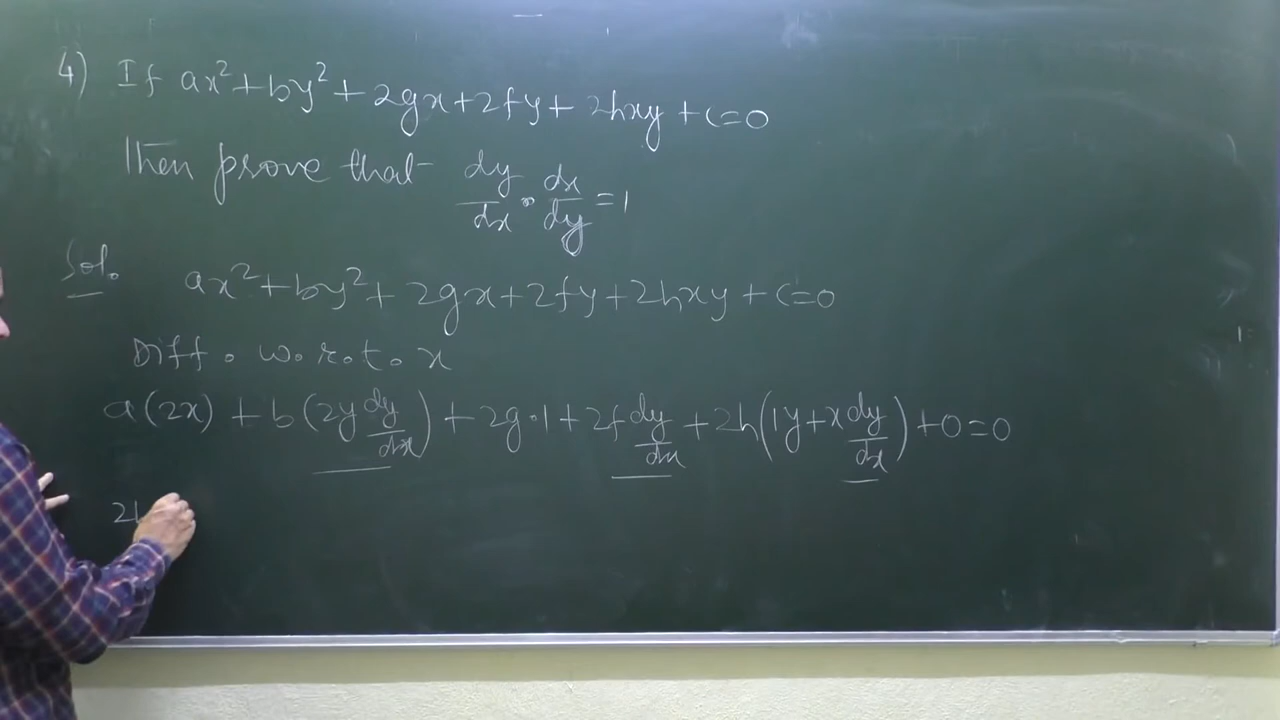 4) If ax²+by²+2gx+2fy+2hxy+c=0
Then prove that dy/dx · dx/dy =1
Sol. ax²+by²+2gx+2fy+2hxy+c=0
Diff. w.r.t. x
a(2x)+b(2y dy/dx)+2g·1+2f dy/dx+2h(1y+x dy/dx)+0=0